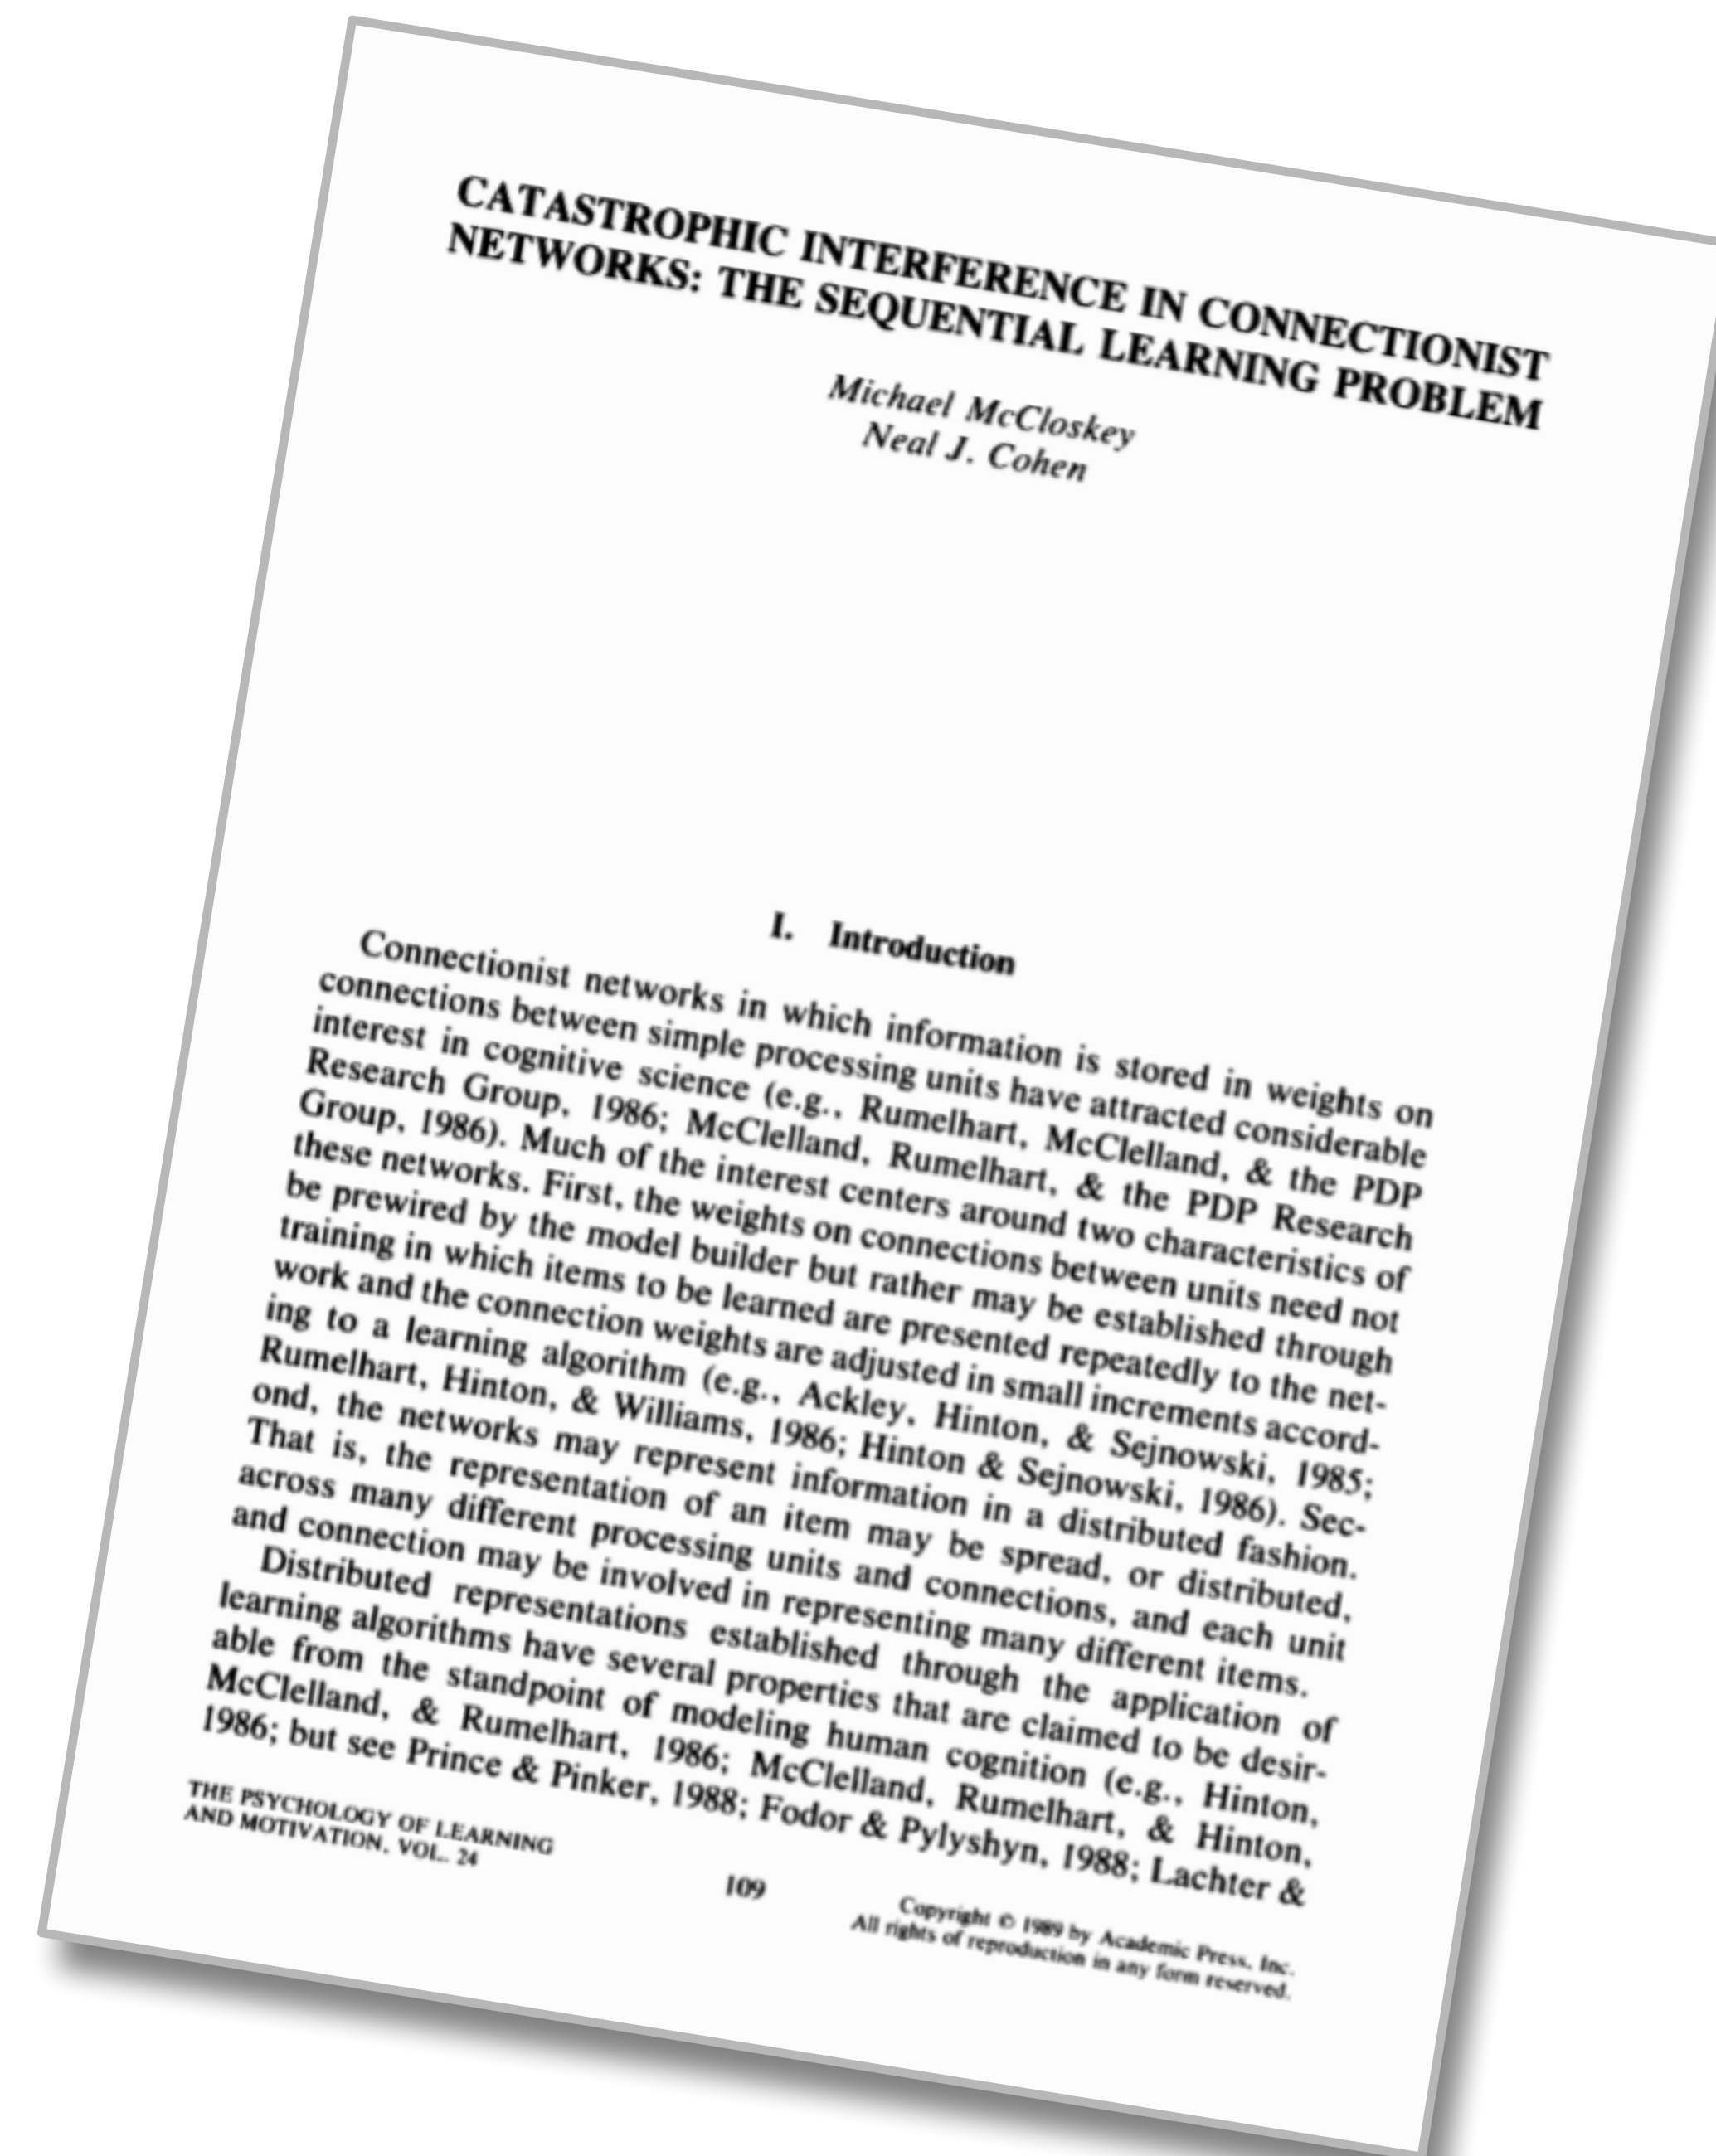 CATASTROPHIC INTERFERENCE IN CONNECTIONIST
NETWORKS: THE SEQUENTIAL LEARNING PROBLEM
Michael McCloskey
Neal J. Cohen
I. Introduction
Connectionist networks in which information is stored in weights on
connections between simple processing units have attracted considerable
interest in cognitive science (e.g., Rumelhart, McClelland, & the PDP
Research Group, 1986; McClelland, Rumelhart, & the PDP Research
Group, 1986). Much of the interest centers around two characteristics of
these networks. First, the weights on connections between units need not
be prewired by the model builder but rather may be established through
training in which items to be learned are presented repeatedly to the net-
work and the connection weights are adjusted in small increments accord-
ing to a learning algorithm (e.g., Ackley, Hinton, & Sejnowski, 1985;
Rumelhart, Hinton, & Williams, 1986; Hinton & Sejnowski, 1986). Sec-
ond, the networks may represent information in a distributed fashion.
That is, the representation of an item may be spread, or distributed,
across many different processing units and connections, and each unit
and connection may be involved in representing many different items.
Distributed representations established through the application of
learning algorithms have several properties that are claimed to be desir-
able from the standpoint of modeling human cognition (e.g., Hinton,
McClelland, & Rumelhart, 1986; McClelland, Rumelhart, & Hinton,
1986; but see Prince & Pinker, 1988; Fodor & Pylyshyn, 1988; Lachter &
THE PSYCHOLOGY OF LEARNING
AND MOTIVATION, VOL. 24
109
Copyright © 1989 by Academic Press, Inc.
All rights of reproduction in any form reserved.